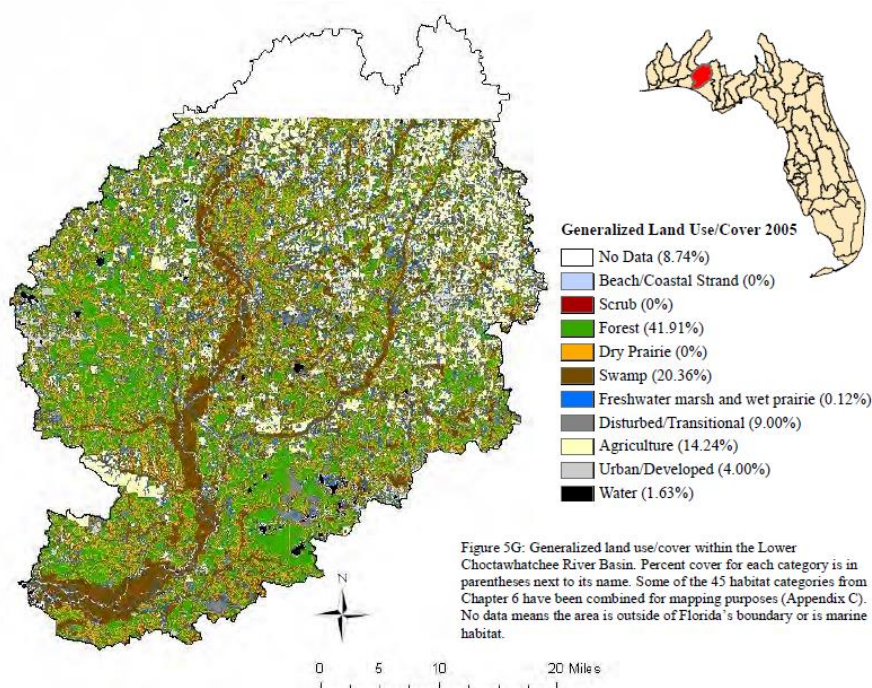 Generalized Land Use/Cover 2005
No Data (8.74%)
Beach/Coastal Strand (0%)
Scrub (0%)
Forest (41.91%)
Dry Prairie (0%)
Swamp (20.36%)
Freshwater marsh and wet prairie (0.12%)
Disturbed/Transitional (9.00%)
Agriculture (14.24%)
Urban/Developed (4.00%)
Water (1.63%)
Figure 5G: Generalized land use/cover within the Lower
Choctawhatchee River Basin. Percent cover for each category is in
parentheses next to its name. Some of the 45 habitat categories from
Chapter 6 have been combined for mapping purposes (Appendix C).
No data means the area is outside of Florida's boundary or is marine
habitat.
N
0 5 10 20 Miles